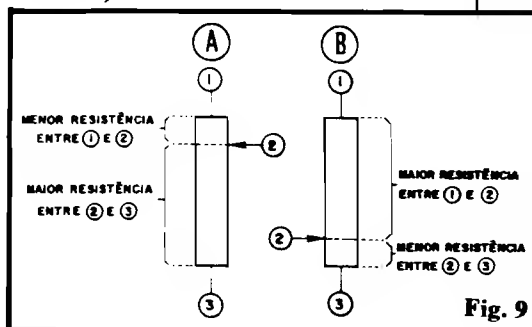 A
B
1
1
MENOR RESISTÊNCIA
ENTRE 1 E 2
2
MAIOR RESISTÊNCIA
ENTRE 2 E 3
MAIOR RESISTÊNCIA
ENTRE 1 E 2
2
MENOR RESISTÊNCIA
ENTRE 2 E 3
3
3
Fig. 9